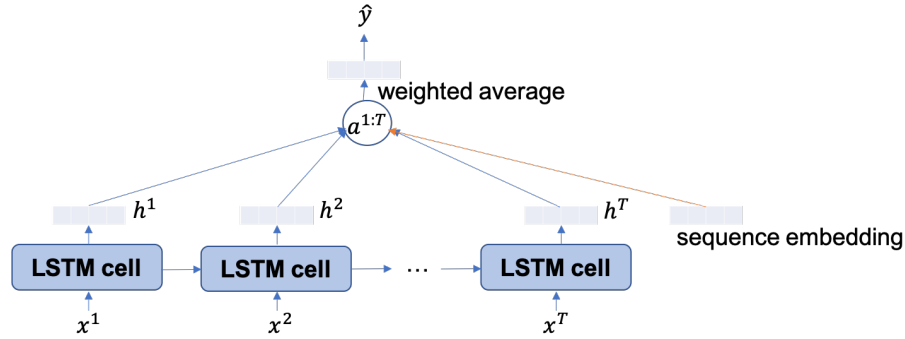 ŷ
weighted average
a^{1:T}
h^1 h^2 h^T
sequence embedding
LSTM cell LSTM cell ... LSTM cell
x^1 x^2 x^T